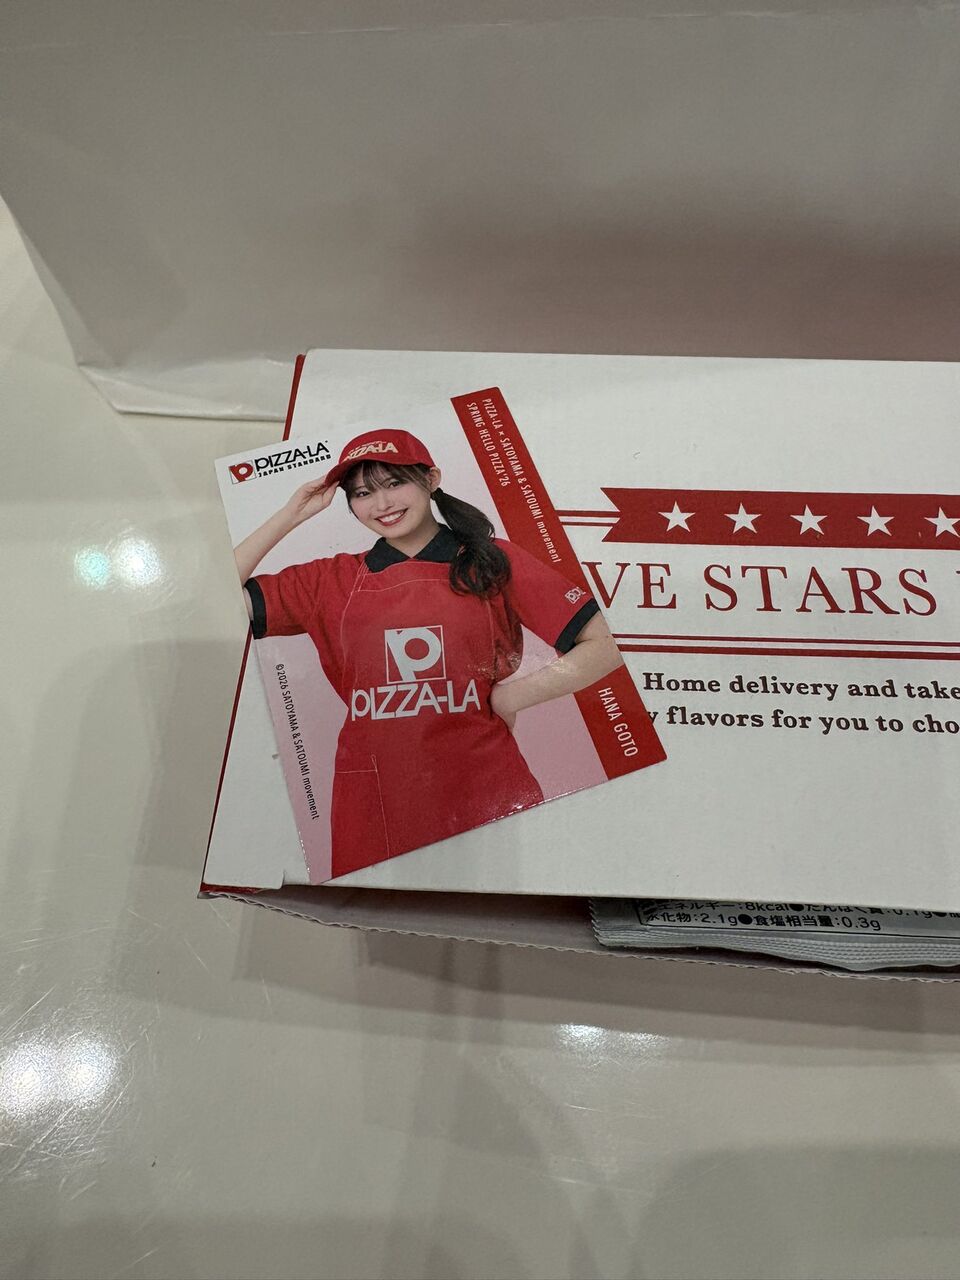 PIZZA-LA
JAPAN STANDARD
PIZZA-LA
PIZZA-LA × SATOYAMA & SATOUMI movement
SPRING HELLO PIZZA'26
PIZZA-LA
HANA GOTO
©2026 SATOYAMA & SATOUMI movement
VE STARS
Home delivery and take
flavors for you to cho
エネルギー:8kcal●たんぱく質:0.1g●
水化物:2.1g●食塩相当量:0.3g